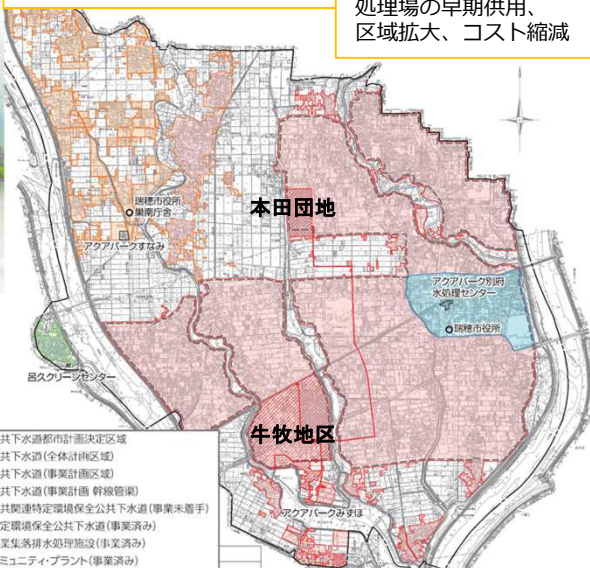 処理場の早期供用、
区域拡大、コスト縮減
本田団地
瑞穂市役所
巣南庁舎
アクアパークすなみ
アクアパーク別府
水処理センター
瑞穂市役所
呂久クリーンセンター
牛牧地区
アクアパークみずほ
共下水道都市計画決定区域
共下水道(全体計画区域)
共下水道(事業計画区域)
共下水道(事業計画 幹線管渠)
共関連特定環境保全公共下水道(事業未着手)
定環境保全公共下水道(事業済み)
業集落排水処理施設(事業済み)
ミュニティ・プラント(事業済み)